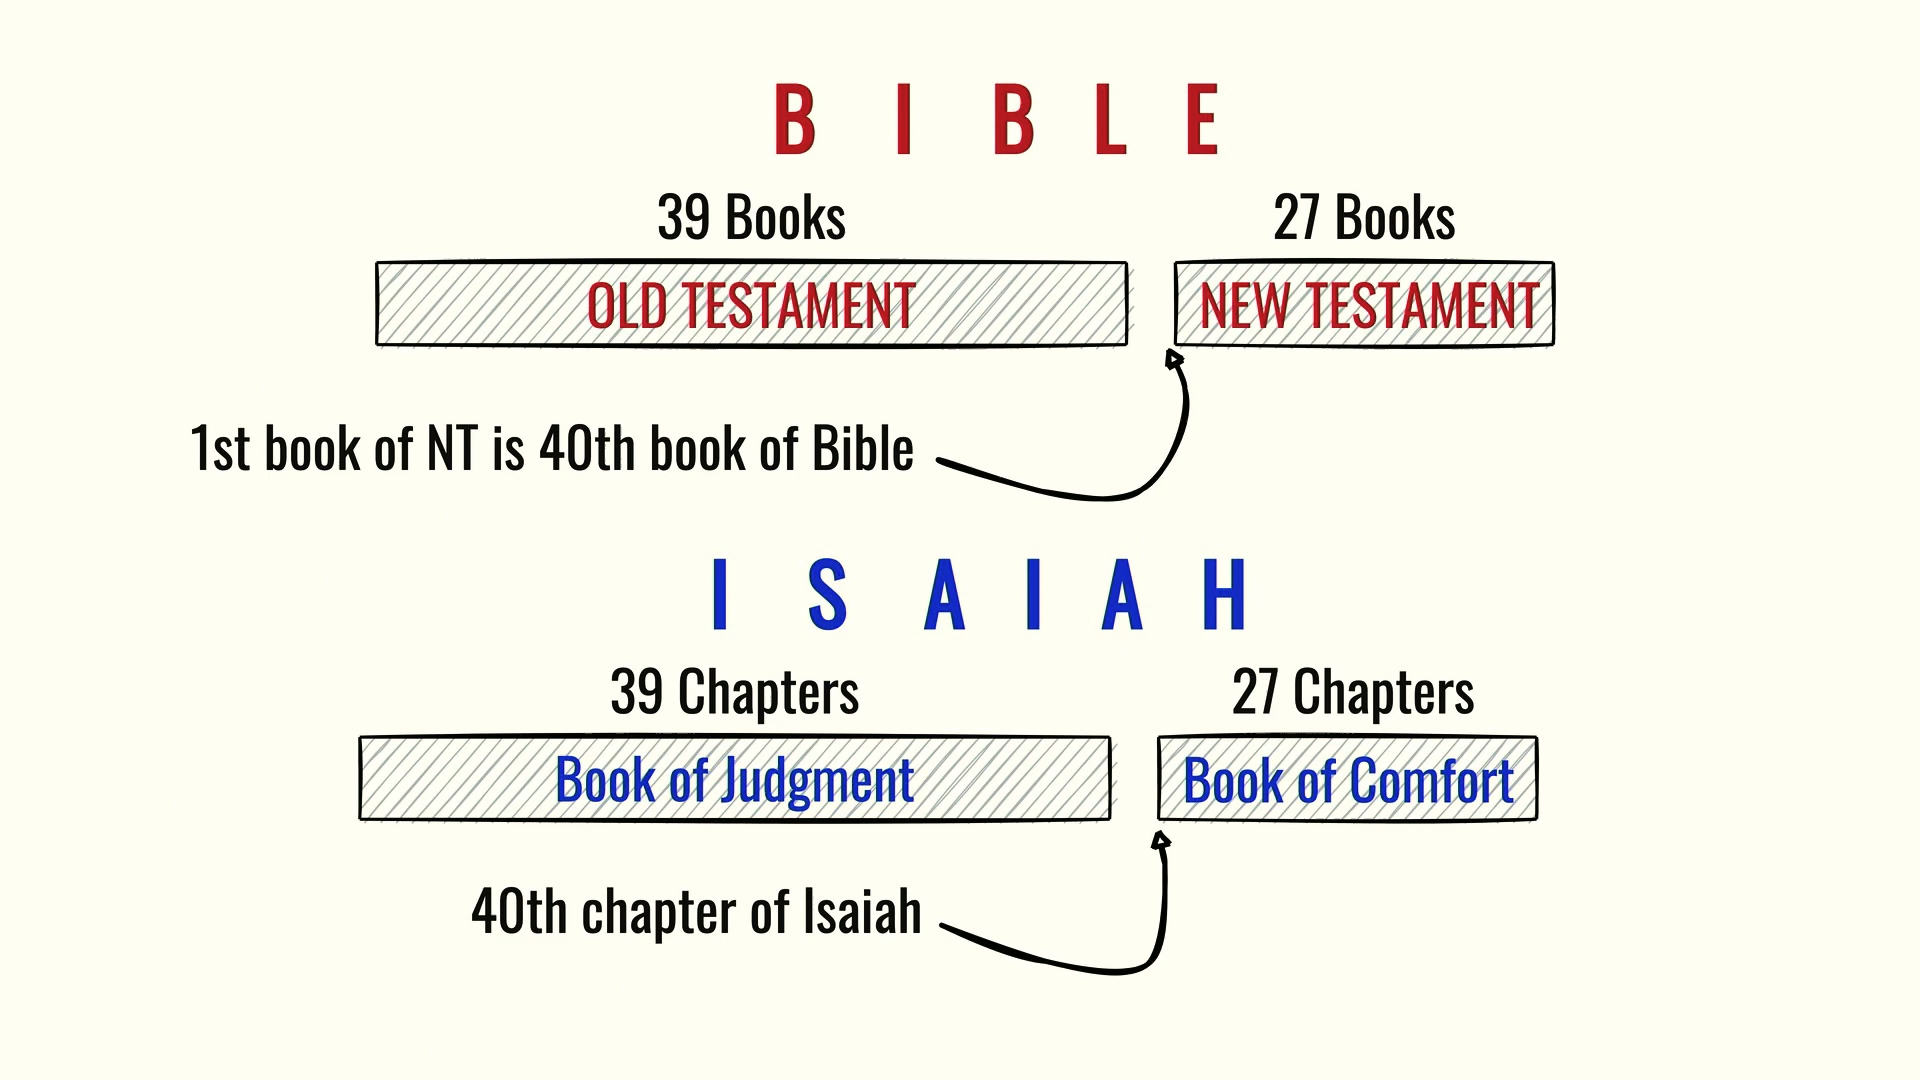 B I B L E
39 Books
27 Books
OLD TESTAMENT
NEW TESTAMENT
1st book of NT is 40th book of Bible
I S A I A H
39 Chapters
27 Chapters
Book of Judgment
Book of Comfort
40th chapter of Isaiah